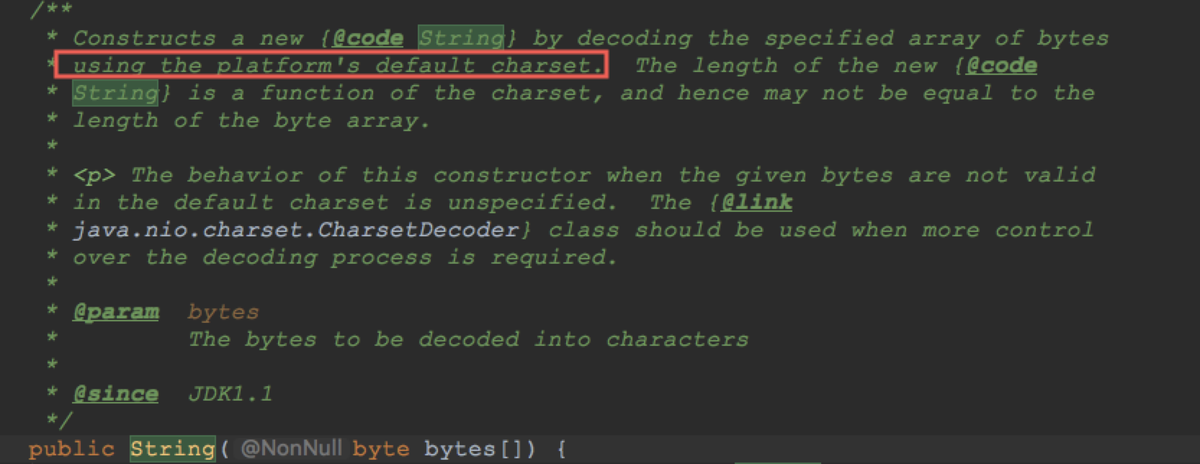 /**
* Constructs a new {@code String} by decoding the specified array of bytes
* using the platform's default charset. The length of the new {@code
* String} is a function of the charset, and hence may not be equal to the
* length of the byte array.
*
* <p> The behavior of this constructor when the given bytes are not valid
* in the default charset is unspecified. The {@link
* java.nio.charset.CharsetDecoder} class should be used when more control
* over the decoding process is required.
*
* @param bytes
* The bytes to be decoded into characters
*
* @since JDK1.1
*/
public String( @NonNull byte bytes[]) {